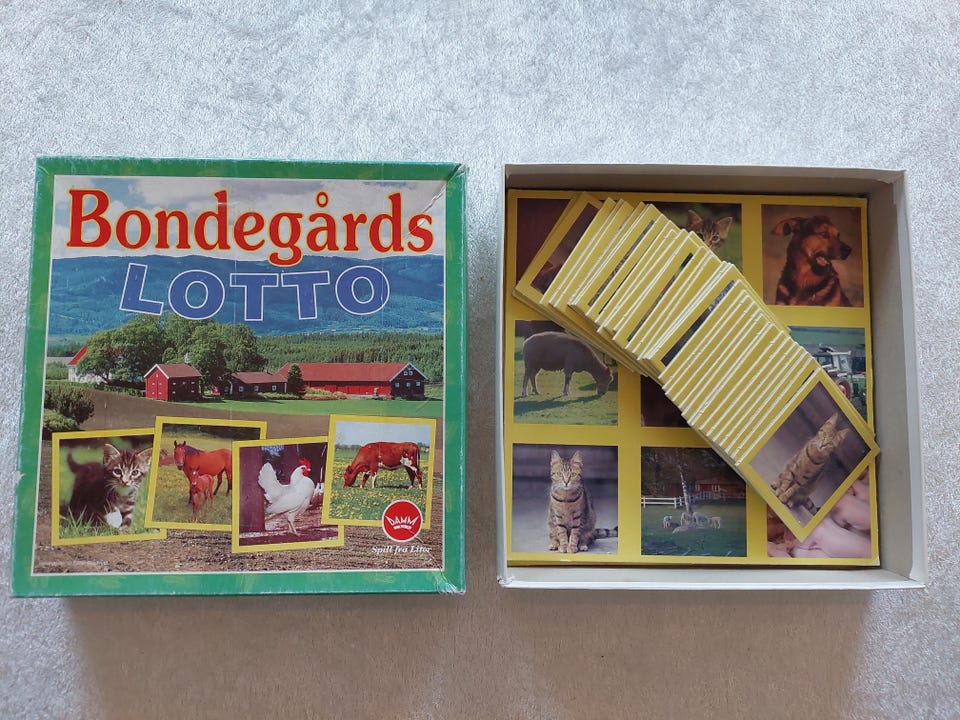 Bondegårds
LOTTO
DAMM
Spill fra Litor